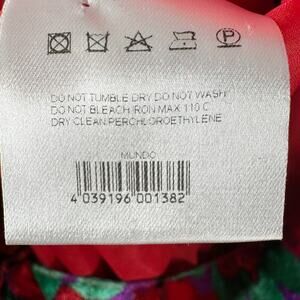 P
DO NOT TUMBLE DRY DO NOT WASH
DO NOT BLEACH IRON MAX 110 C
DRY CLEAN PERCHLOROETHYLENE
MUNDO
4 039196 001382